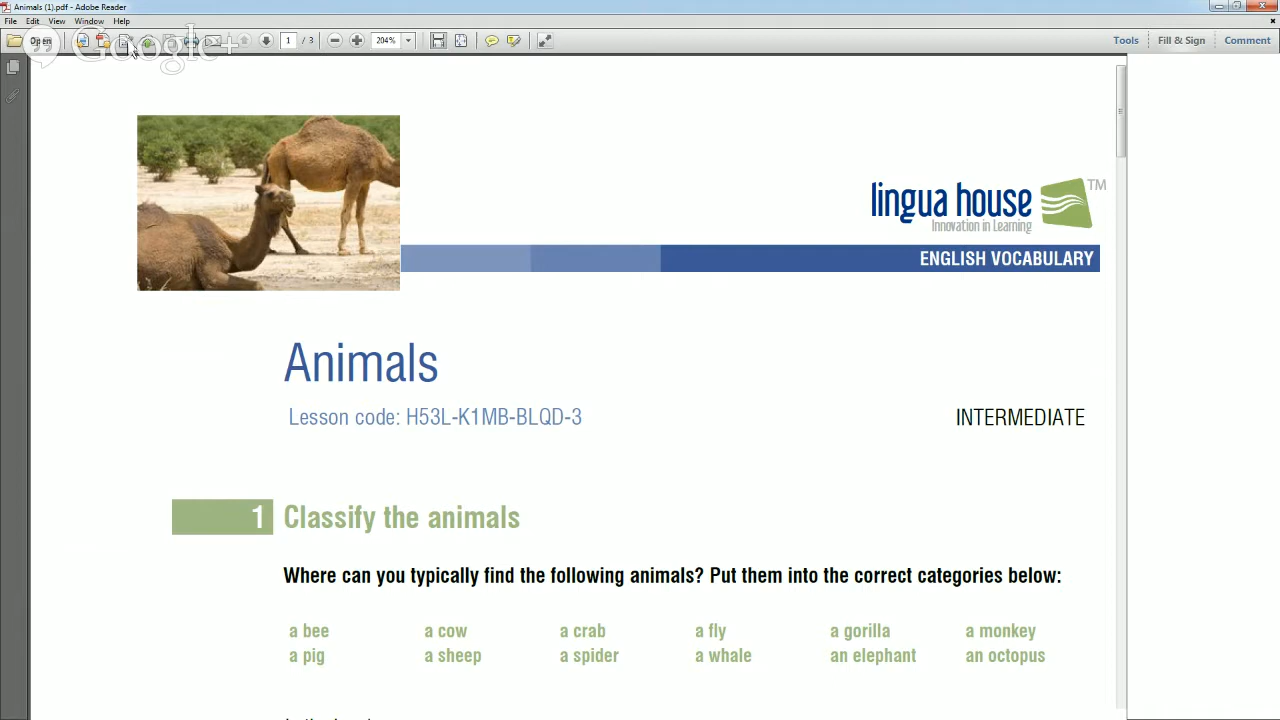 Animals (1).pdf - Adobe Reader
File Edit View Window Help
Open
Google+
1 / 3
204%
Tools Fill & Sign Comment
lingua house TM
Innovation in Learning
ENGLISH VOCABULARY
Animals
Lesson code: H53L-K1MB-BLQD-3
INTERMEDIATE
1 Classify the animals
Where can you typically find the following animals? Put them into the correct categories below:
a bee a cow a crab a fly a gorilla a monkey
a pig a sheep a spider a whale an elephant an octopus